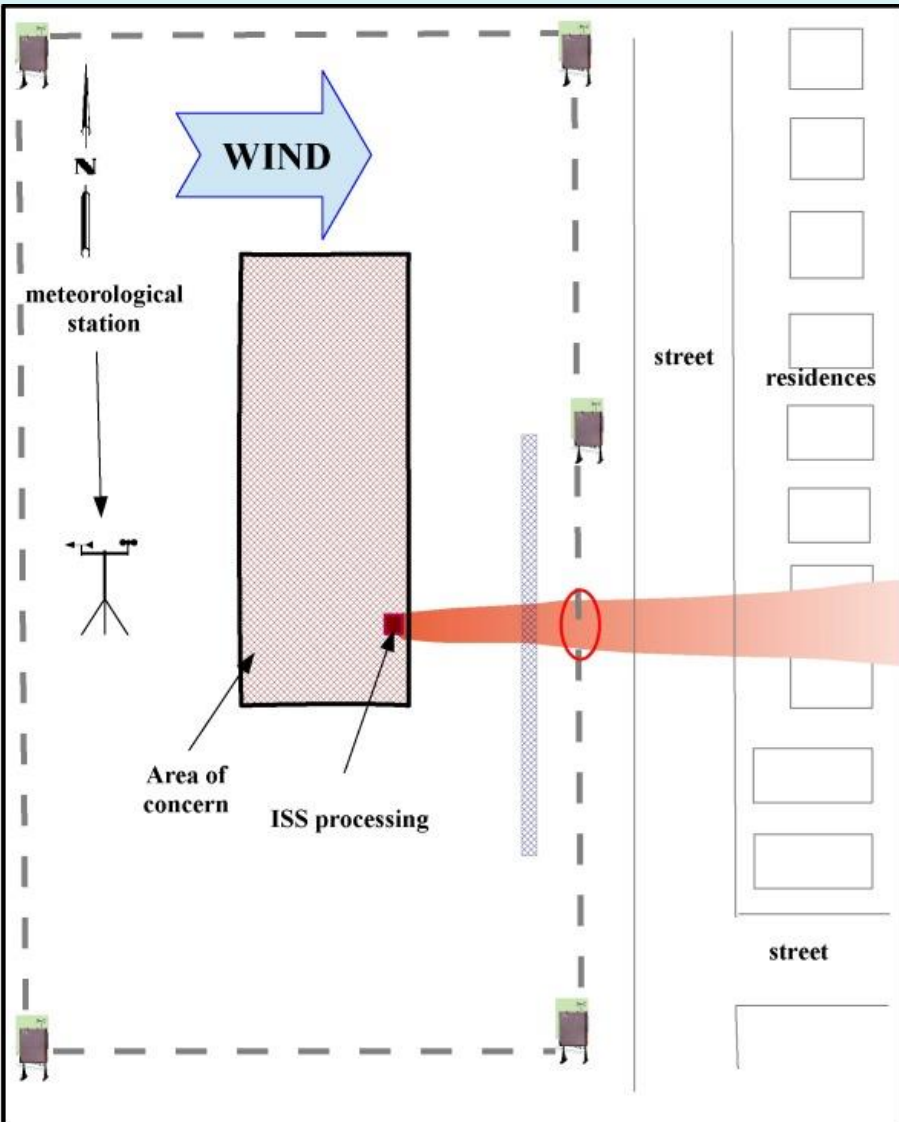 N
WIND
meteorological
station
street
residences
Area of
concern
ISS processing
street